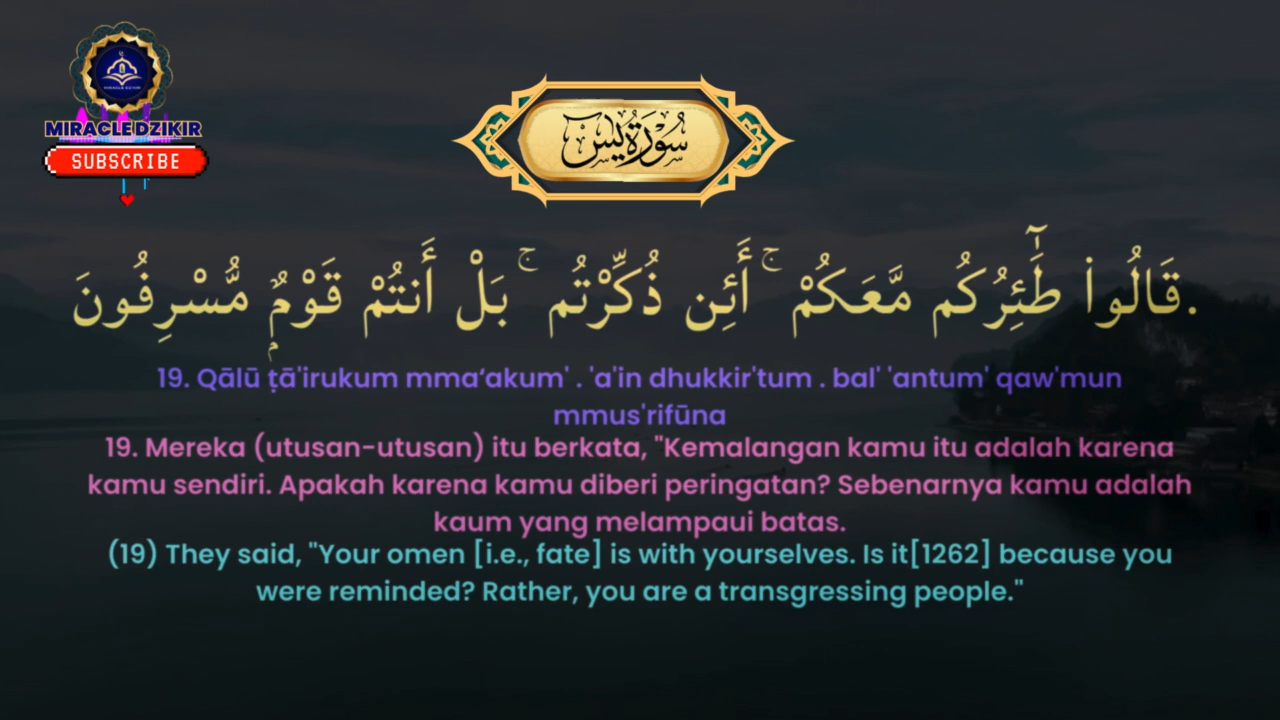 MIRACLE DZIKIR
MIRACLEDZIKIR
SUBSCRIBE
سُوْرَةُ يٰسٓ
.قَالُوا۟ طَٰٓئِرُكُم مَّعَكُمْ ۚ أَئِن ذُكِّرْتُم ۚ بَلْ أَنتُمْ قَوْمٌۭ مُّسْرِفُونَ
19. Qālū ṭā'irukum mma‘akum' . 'a'in dhukkir'tum . bal' 'antum' qaw'mun
mmus'rifūna
19. Mereka (utusan-utusan) itu berkata, "Kemalangan kamu itu adalah karena
kamu sendiri. Apakah karena kamu diberi peringatan? Sebenarnya kamu adalah
kaum yang melampaui batas.
(19) They said, "Your omen [i.e., fate] is with yourselves. Is it[1262] because you
were reminded? Rather, you are a transgressing people."